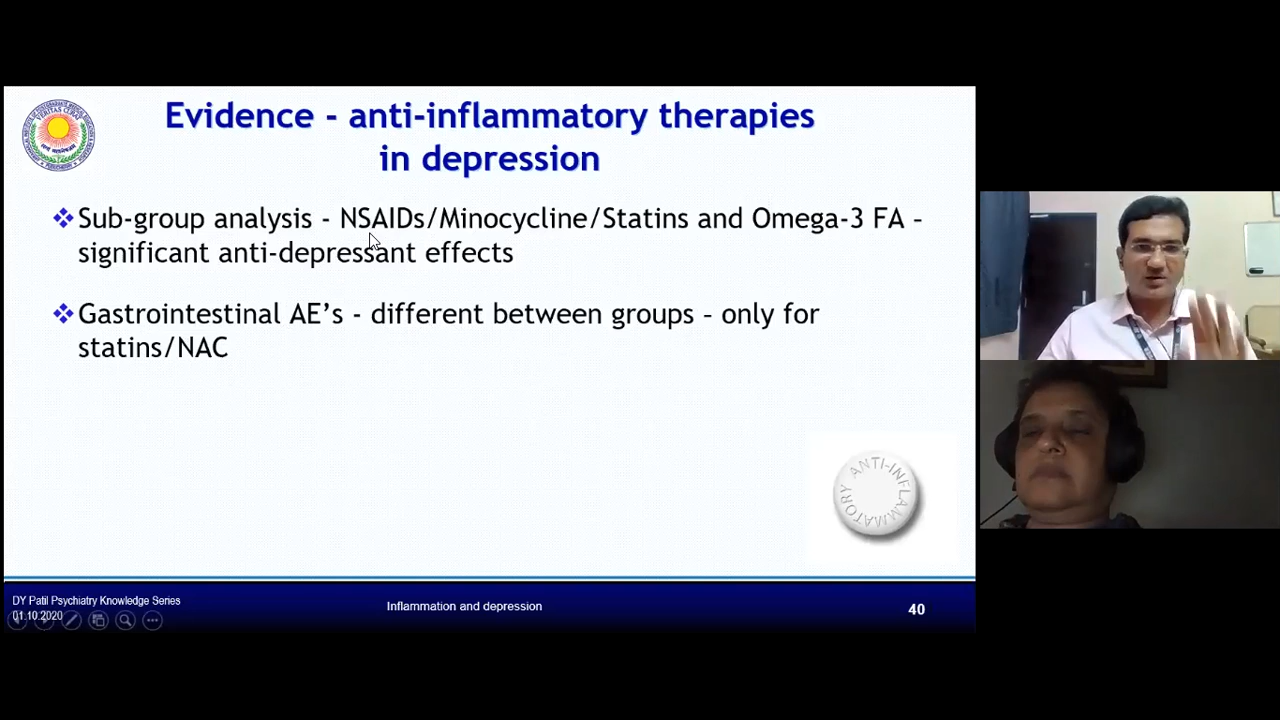 Evidence - anti-inflammatory therapies
in depression
❖Sub-group analysis - NSAIDs/Minocycline/Statins and Omega-3 FA –
significant anti-depressant effects
❖Gastrointestinal AE’s - different between groups – only for
statins/NAC
ANTI-INFLAMMATORY
DY Patil Psychiatry Knowledge Series
01.10.2020
Inflammation and depression
40